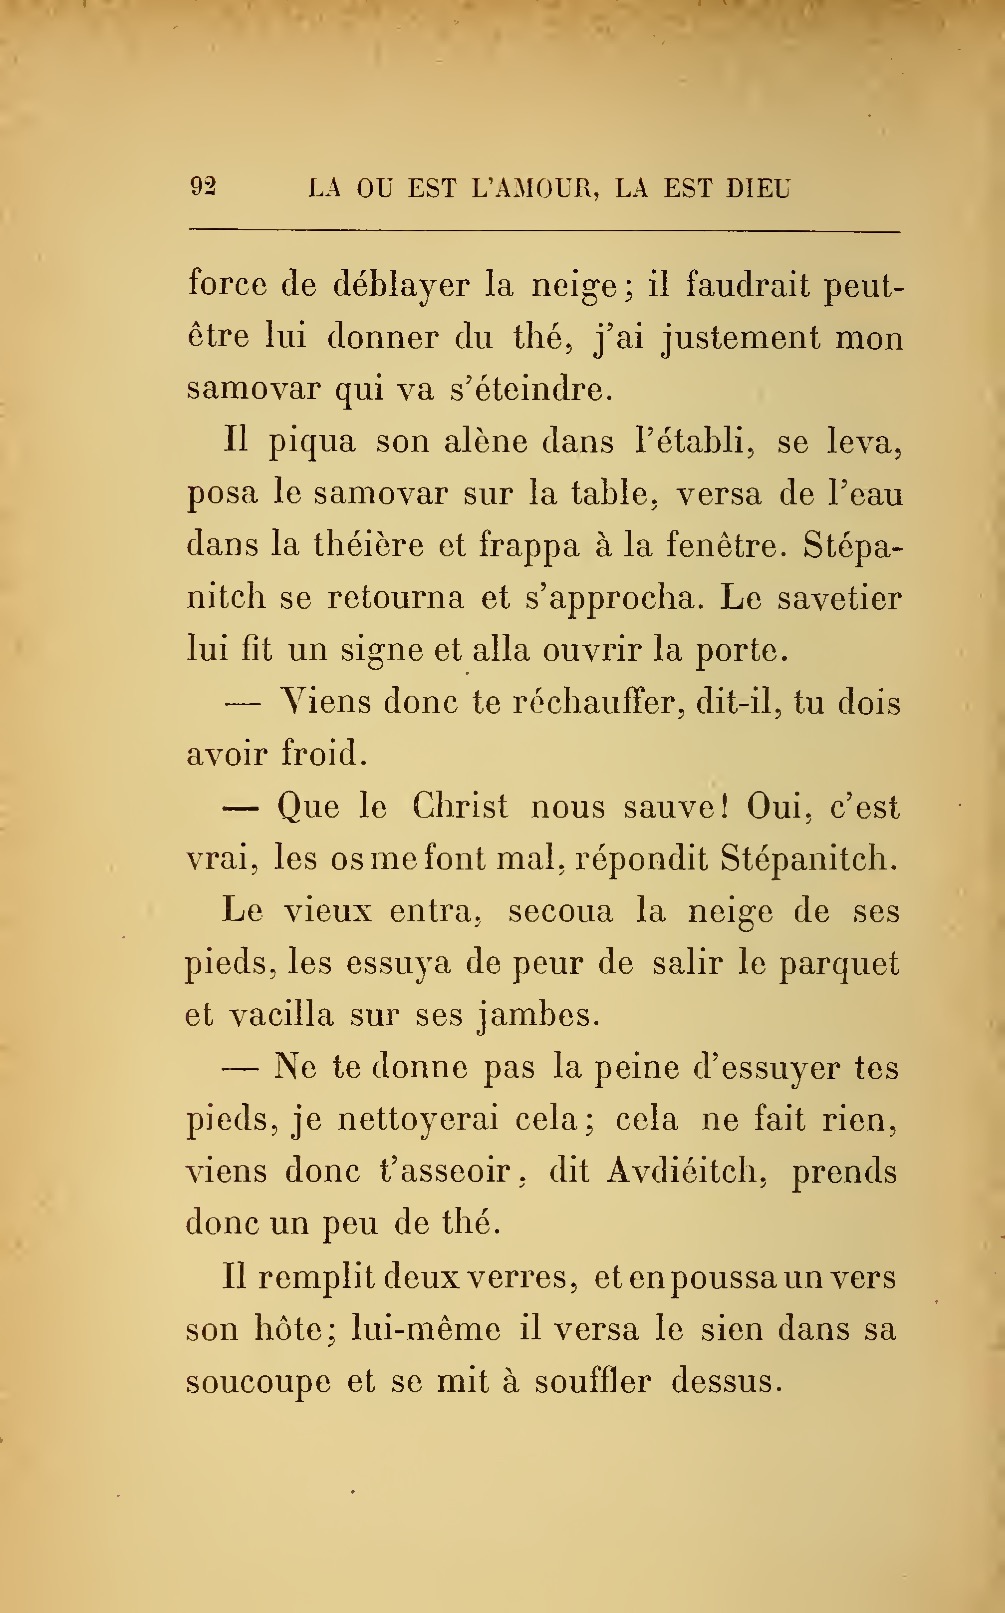 92 LA OU EST L'AMOUR, LA EST DIEU
force de déblayer la neige; il faudrait peut-
être lui donner du thé, j'ai justement mon
samovar qui va s'éteindre.
Il piqua son alène dans l'établi, se leva,
posa le samovar sur la table, versa de l'eau
dans la théière et frappa à la fenêtre. Stépa-
nitch se retourna et s'approcha. Le savetier
lui fit un signe et alla ouvrir la porte.
— Viens donc te réchauffer, dit-il, tu dois
avoir froid.
— Que le Christ nous sauve! Oui, c'est
vrai, les os me font mal, répondit Stépanitch.
Le vieux entra, secoua la neige de ses
pieds, les essuya de peur de salir le parquet
et vacilla sur ses jambes.
— Ne te donne pas la peine d'essuyer tes
pieds, je nettoyerai cela; cela ne fait rien,
viens donc t'asseoir, dit Avdiéitch, prends
donc un peu de thé.
Il remplit deux verres, et en poussa un vers
son hôte; lui-même il versa le sien dans sa
soucoupe et se mit à souffler dessus.